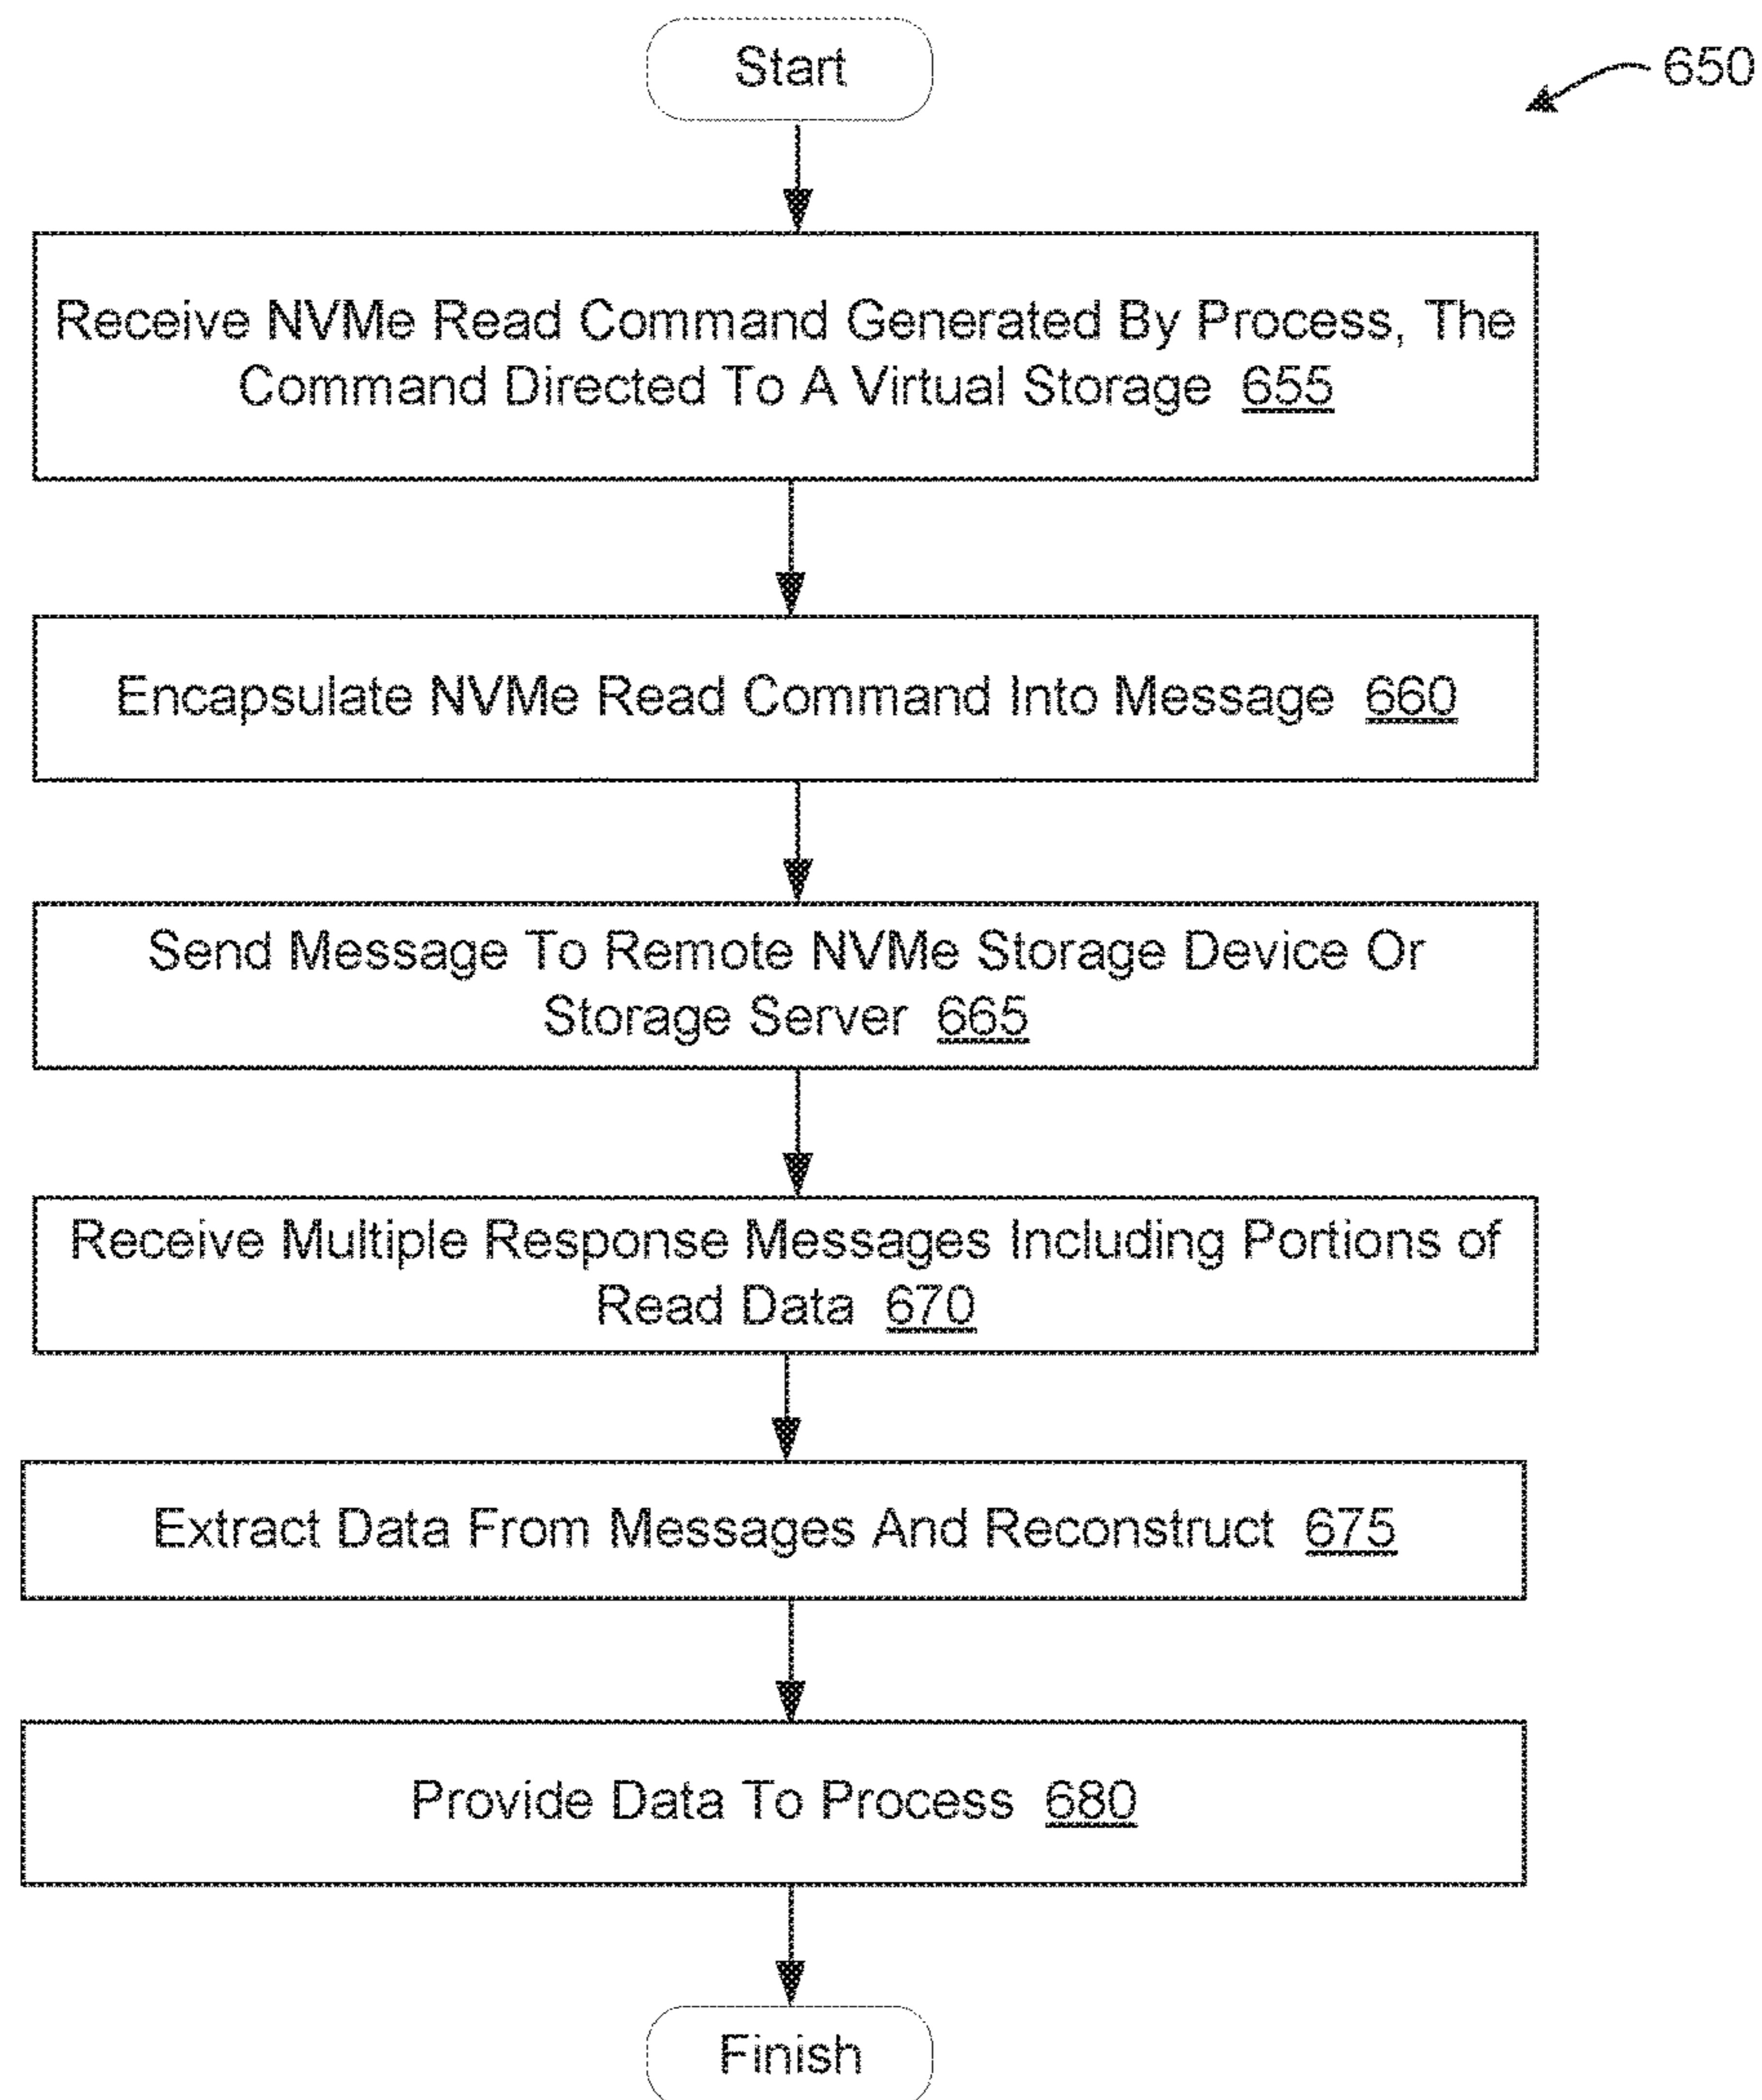 Start
650
Receive NVMe Read Command Generated By Process, The
Command Directed To A Virtual Storage 655
Encapsulate NVMe Read Command Into Message 660
Send Message To Remote NVMe Storage Device Or
Storage Server 665
Receive Multiple Response Messages Including Portions of
Read Data 670
Extract Data From Messages And Reconstruct 675
Provide Data To Process 680
Finish